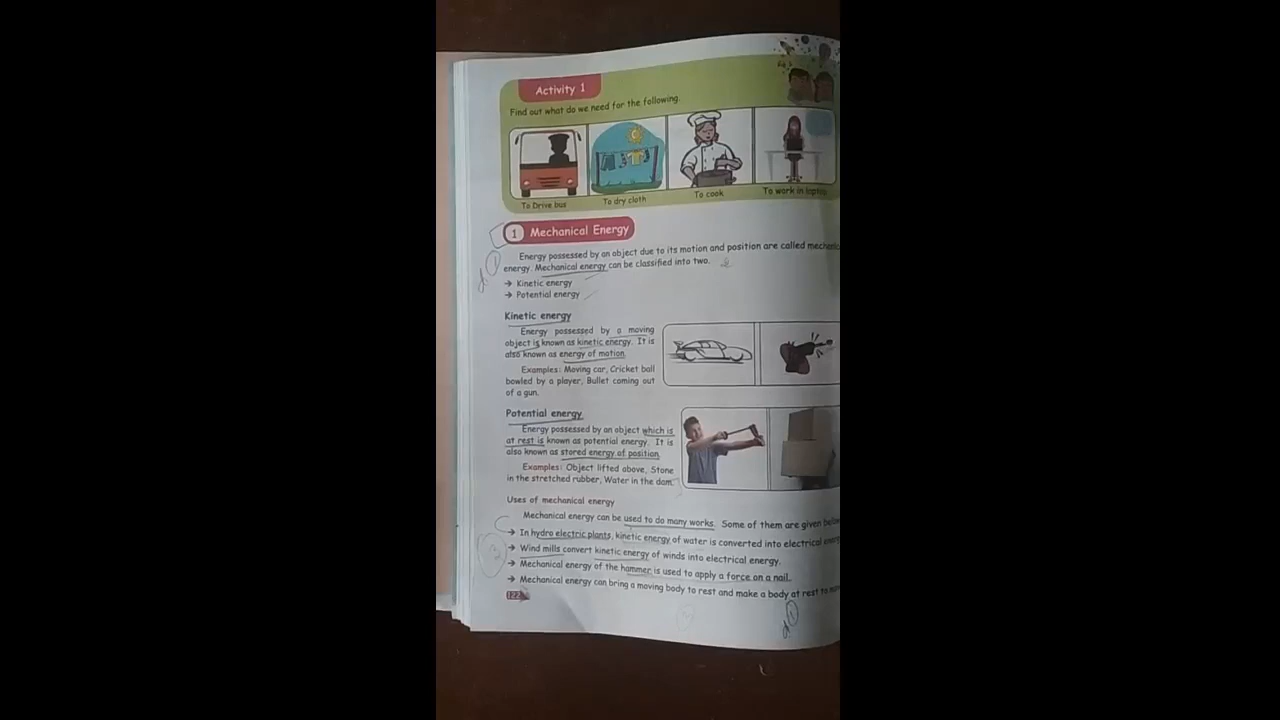 Activity 1
Find out what do we need for the following.
To Drive bus
To dry cloth
To cook
To work in
1 Mechanical Energy
Energy possessed by an object due to its motion and position are called
energy. Mechanical energy can be classified into two.
→ Kinetic energy
→ Potential energy
Kinetic energy
Energy possessed by a moving
object is known as kinetic energy. It is
also known as energy of motion.
Examples: Moving car, Cricket ball
bowled by a player, Bullet coming out
of a gun.
Potential energy
Energy possessed by an object which is
at rest is known as potential energy. It is
also known as stored energy of position.
Examples: Object lifted above, Stone
in the stretched rubber, Water in the dam.
Uses of mechanical energy
Mechanical energy can be used to do many works. Some of them are given below
→ In hydro electric plants, kinetic energy of water is converted into electrical
→ Wind mills convert kinetic energy of winds into electrical energy.
→ Mechanical energy of the hammer is used to apply a force on a nail.
→ Mechanical energy can bring a moving body to rest and make a body at rest to
122